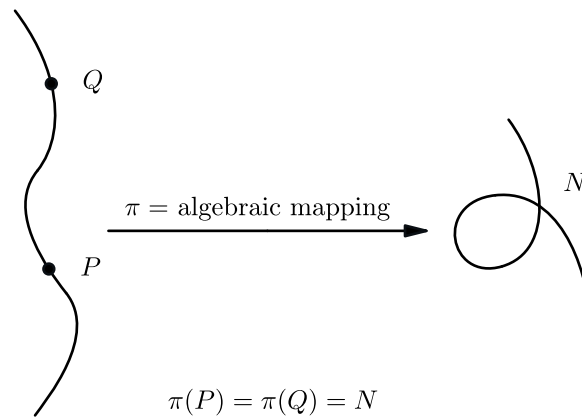 Q
N
π = algebraic mapping
P
π(P) = π(Q) = N